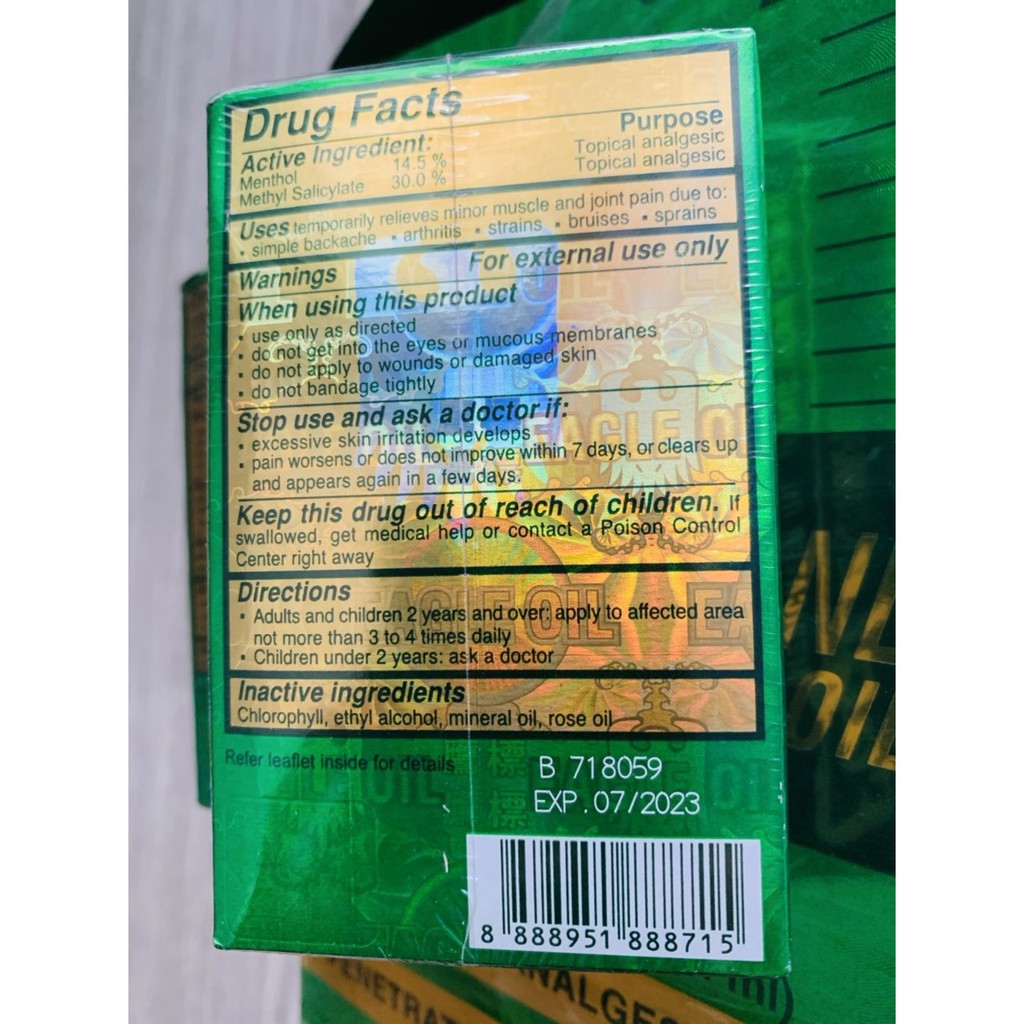 Drug Facts
Active Ingredient: Purpose
Menthol 14.5 % Topical analgesic
Methyl Salicylate 30.0 % Topical analgesic
Uses temporarily relieves minor muscle and joint pain due to:
▪ simple backache ▪ arthritis ▪ strains ▪ bruises ▪ sprains
Warnings For external use only
When using this product
▪ use only as directed
▪ do not get into the eyes or mucous membranes
▪ do not apply to wounds or damaged skin
▪ do not bandage tightly
Stop use and ask a doctor if:
▪ excessive skin irritation develops
▪ pain worsens or does not improve within 7 days, or clears up
and appears again in a few days.
Keep this drug out of reach of children. If
swallowed, get medical help or contact a Poison Control
Center right away
Directions
▪ Adults and children 2 years and over: apply to affected area
not more than 3 to 4 times daily
▪ Children under 2 years: ask a doctor
Inactive ingredients
Chlorophyll, ethyl alcohol, mineral oil, rose oil
Refer leaflet inside for details
B 718059
EXP.07/2023
8 888951 888715
EAGLE OIL
EAGLE OIL
OIL